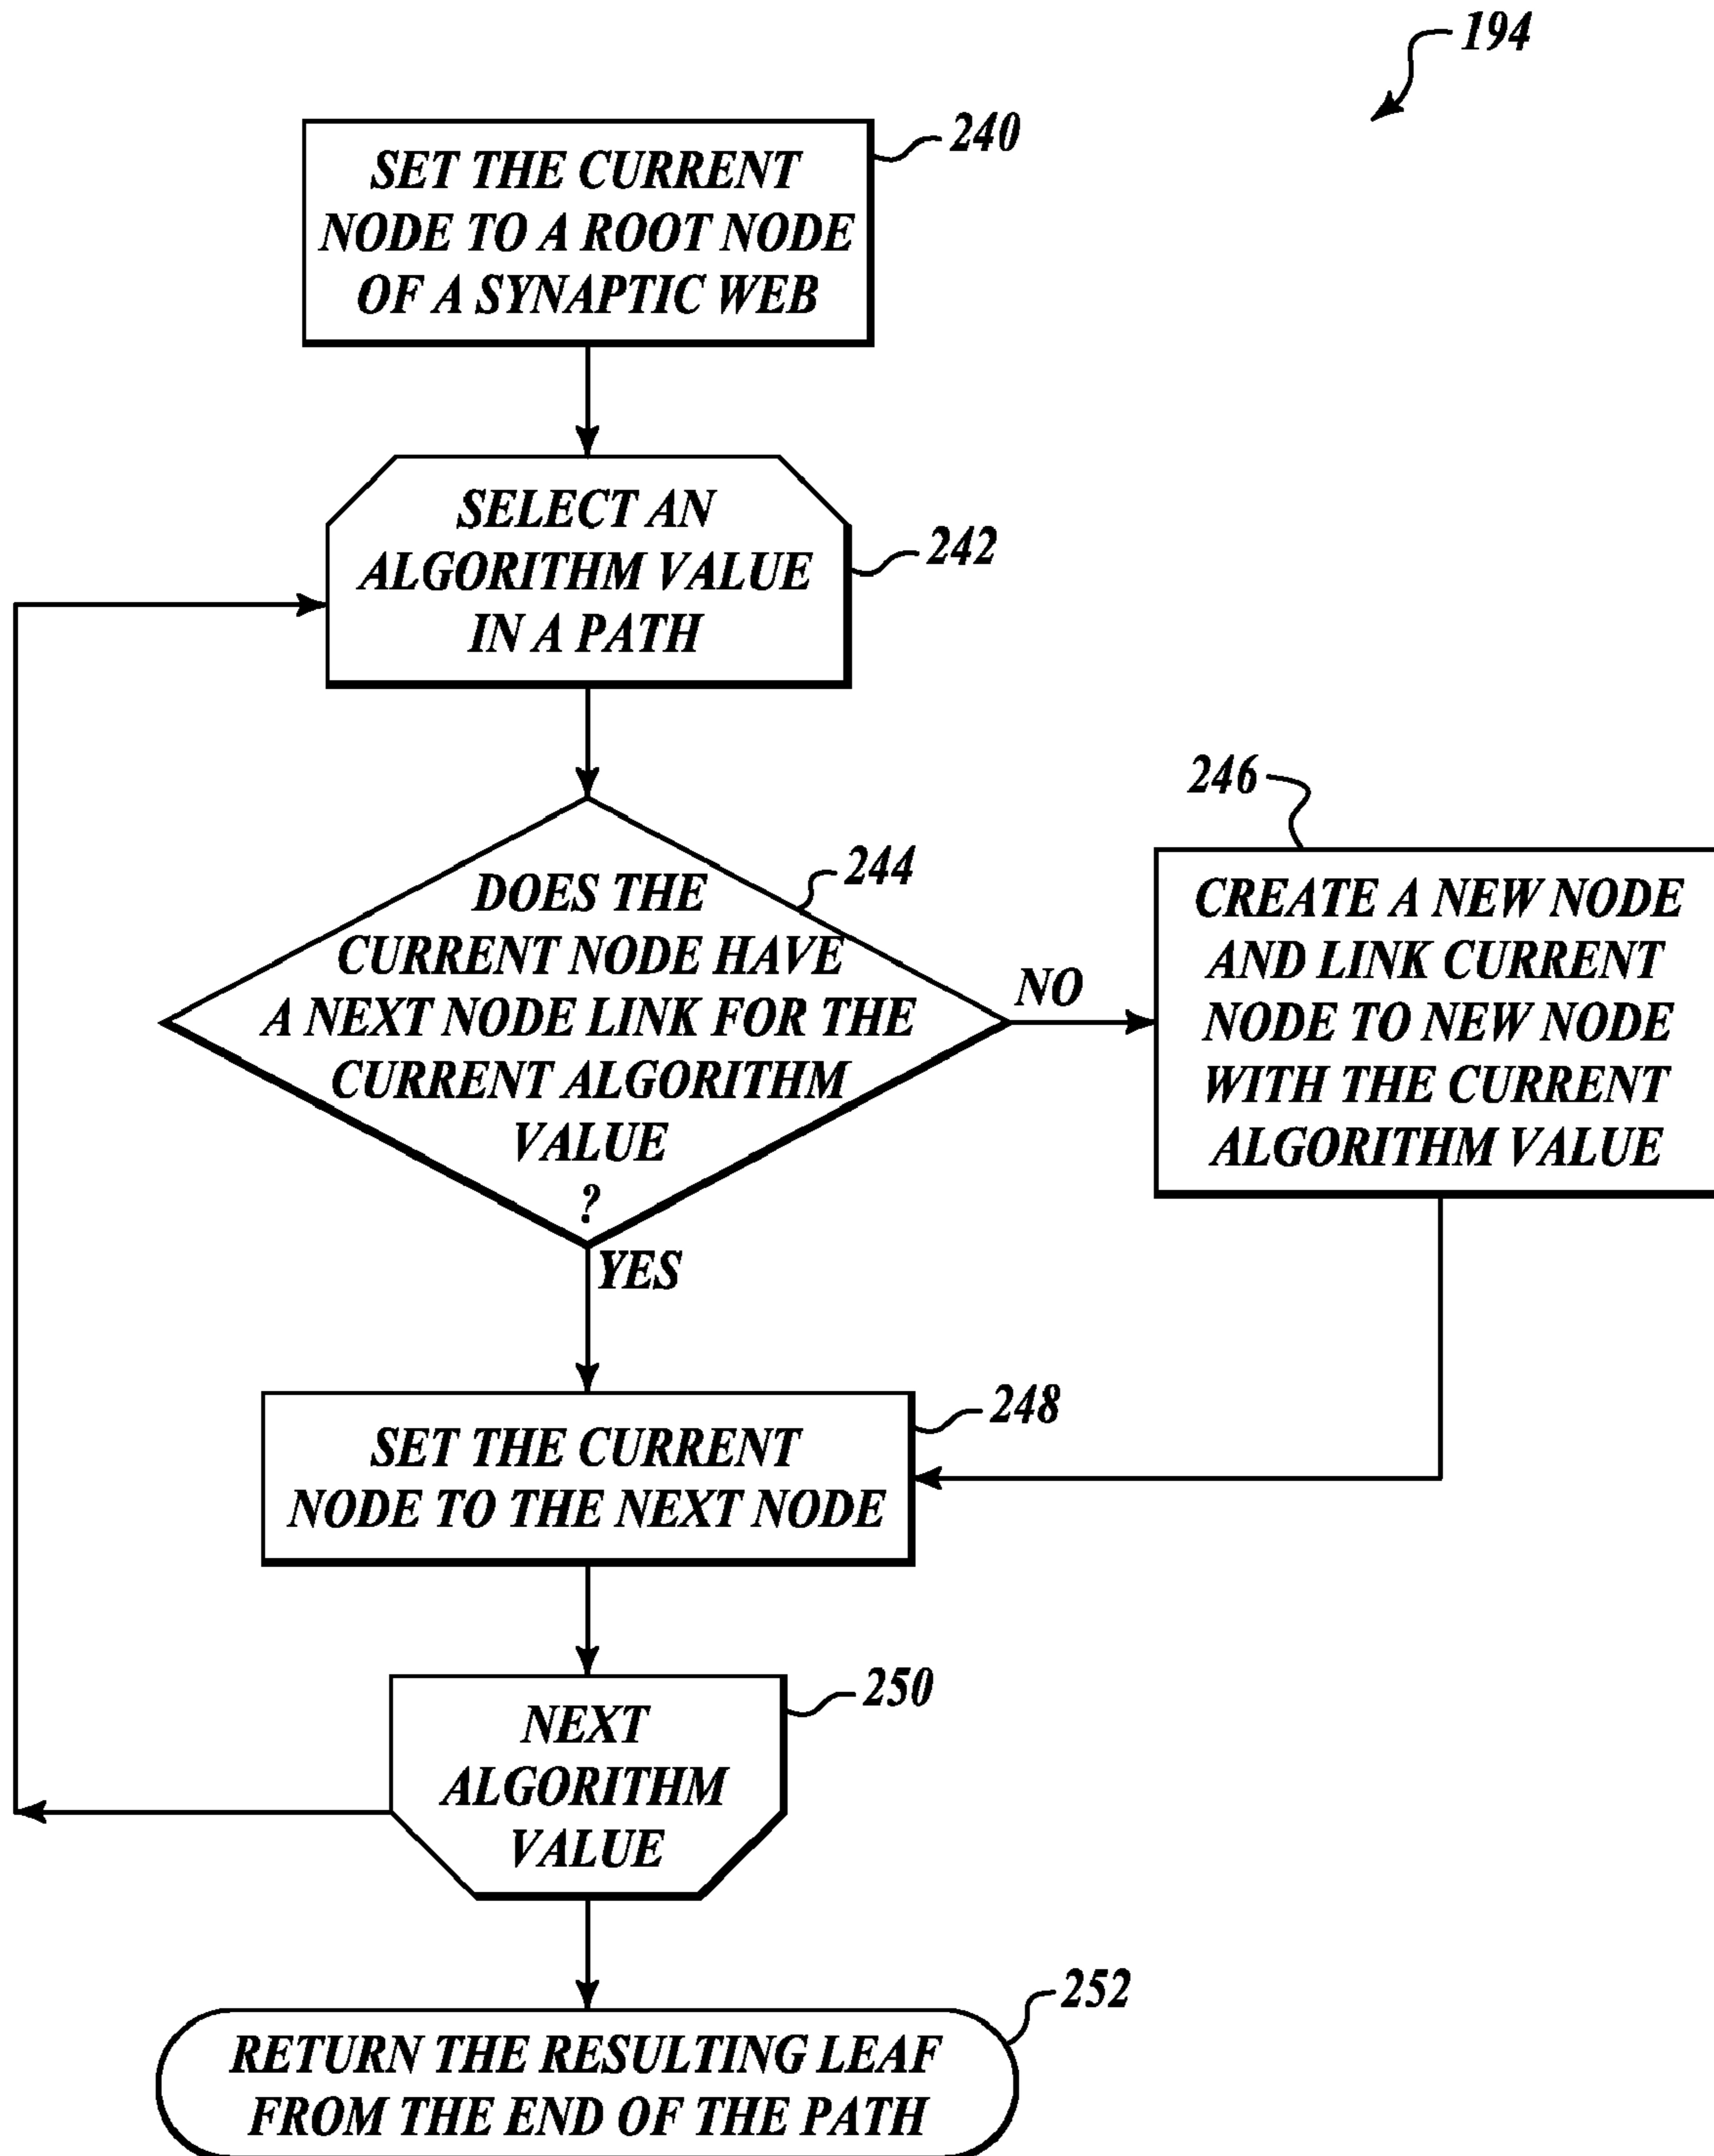 194
240
SET THE CURRENT
NODE TO A ROOT NODE
OF A SYNAPTIC WEB
SELECT AN
ALGORITHM VALUE
IN A PATH
242
244
DOES THE
CURRENT NODE HAVE
A NEXT NODE LINK FOR THE
CURRENT ALGORITHM
VALUE
?
NO
YES
246
CREATE A NEW NODE
AND LINK CURRENT
NODE TO NEW NODE
WITH THE CURRENT
ALGORITHM VALUE
248
SET THE CURRENT
NODE TO THE NEXT NODE
250
NEXT
ALGORITHM
VALUE
252
RETURN THE RESULTING LEAF
FROM THE END OF THE PATH